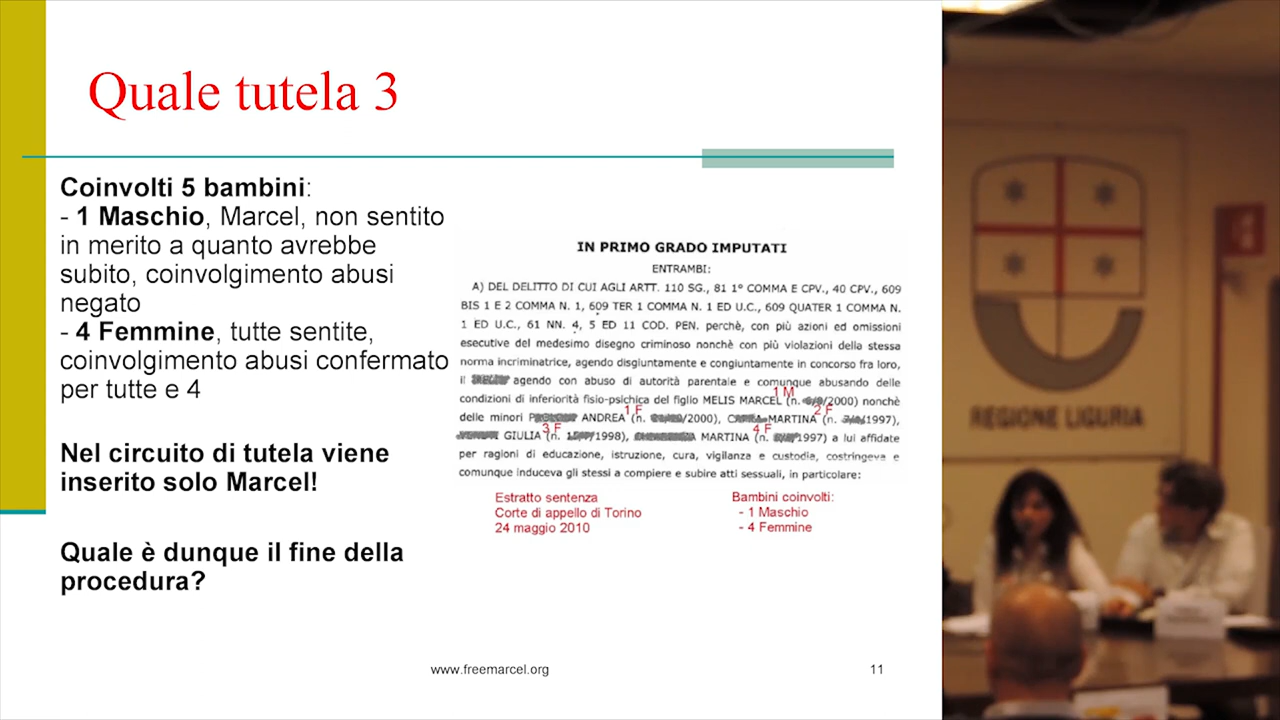 Quale tutela 3
Coinvolti 5 bambini:
- 1 Maschio, Marcel, non sentito
in merito a quanto avrebbe
subito, coinvolgimento abusi
negato
- 4 Femmine, tutte sentite,
coinvolgimento abusi confermato
per tutte e 4
Nel circuito di tutela viene
inserito solo Marcel!
Quale è dunque il fine della
procedura?
IN PRIMO GRADO IMPUTATI
ENTRAMBI:
A) DEL DELITTO DI CUI AGLI ARTT. 110 SG., 81 1° COMMA E CPV., 40 CPV., 609
BIS 1 E 2 COMMA N. 1, 609 TER 1 COMMA N. 1 ED U.C., 609 QUATER 1 COMMA N.
1 ED U.C., 61 NN. 4, 5 ED 11 COD. PEN. perchè, con più azioni ed omissioni
esecutive del medesimo disegno criminoso nonchè con più violazioni della stessa
norma incriminatrice, agendo disgiuntamente e congiuntamente in concorso fra loro,
il agendo con abuso di autorità parentale e comunque abusando delle
1 M
condizioni di inferiorità fisio-psichica del figlio MELIS MARCEL (n. /2000) nonchè
1 F 2 F
delle minori ANDREA (n. /2000), MARTINA (n. /1997),
3 F 4 F
GIULIA (n. /1998), MARTINA (n. /1997) a lui affidate
per ragioni di educazione, istruzione, cura, vigilanza e custodia, costringeva e
comunque induceva gli stessi a compiere e subire atti sessuali, in particolare:
Estratto sentenza
Corte di appello di Torino
24 maggio 2010
Bambini coinvolti:
- 1 Maschio
- 4 Femmine
www.freemarcel.org
11
REGIONE LIGURIA